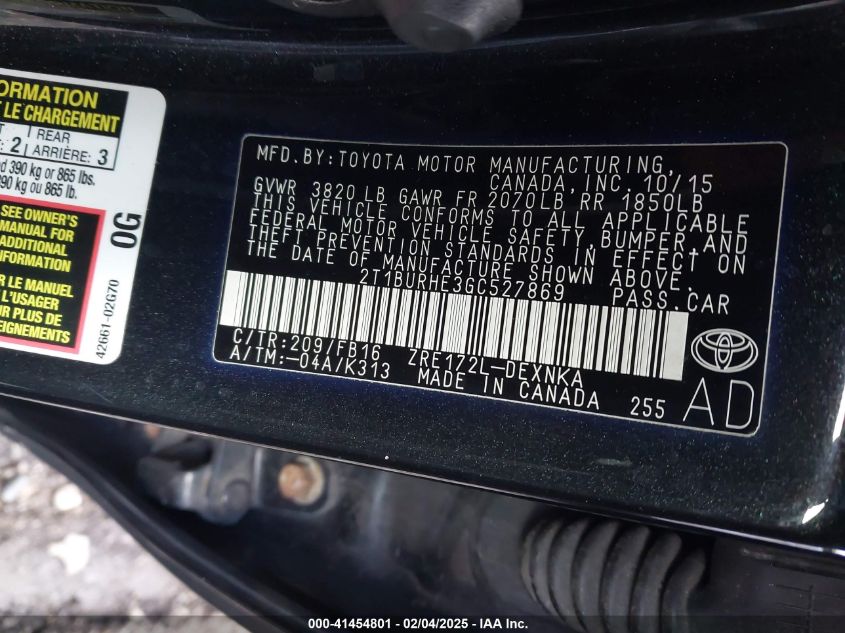 ORMATION
T LE CHARGEMENT
2 REAR
ARRIÈRE: 3
d 390 kg or 865 lbs.
390 kg ou 865 lb.
SEE OWNER'S
MANUAL FOR
ADDITIONAL
INFORMATION
R LE MANUEL
L'USAGER
PLUS DE
SEIGNEMENTS
0G
42661-02G70
MFD.BY:TOYOTA MOTOR MANUFACTURING,
CANADA, INC. 10/15
GVWR 3820LB GAWR FR 2070LB RR 1850LB
THIS VEHICLE CONFORMS TO ALL APPLICABLE
FEDERAL MOTOR VEHICLE SAFETY,BUMPER,AND
THEFT PREVENTION STANDARDS IN EFFECT ON
THE DATE OF MANUFACTURE SHOWN ABOVE.
2T1BURHE3GC527869 PASS.CAR
C/TR:209/FB16 ZRE172L-DEXNKA
A/TM:-04A/K313 MADE IN CANADA 255
AD
000-41454801 — 02/04/2025 — IAA Inc.